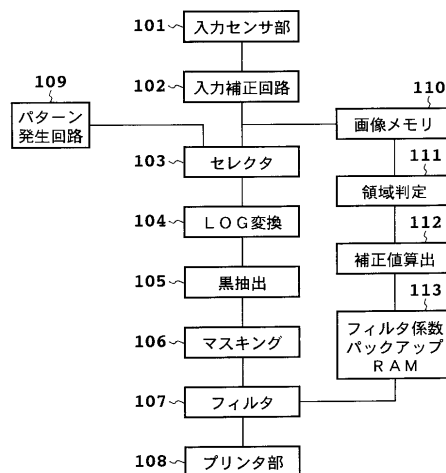 101
入力センサ部
102
入力補正回路
109
パターン
発生回路
110
画像メモリ
103
セレクタ
111
領域判定
104
LOG変換
112
補正値算出
105
黒抽出
113
フィルタ係数
バックアップ
RAM
106
マスキング
107
フィルタ
108
プリンタ部